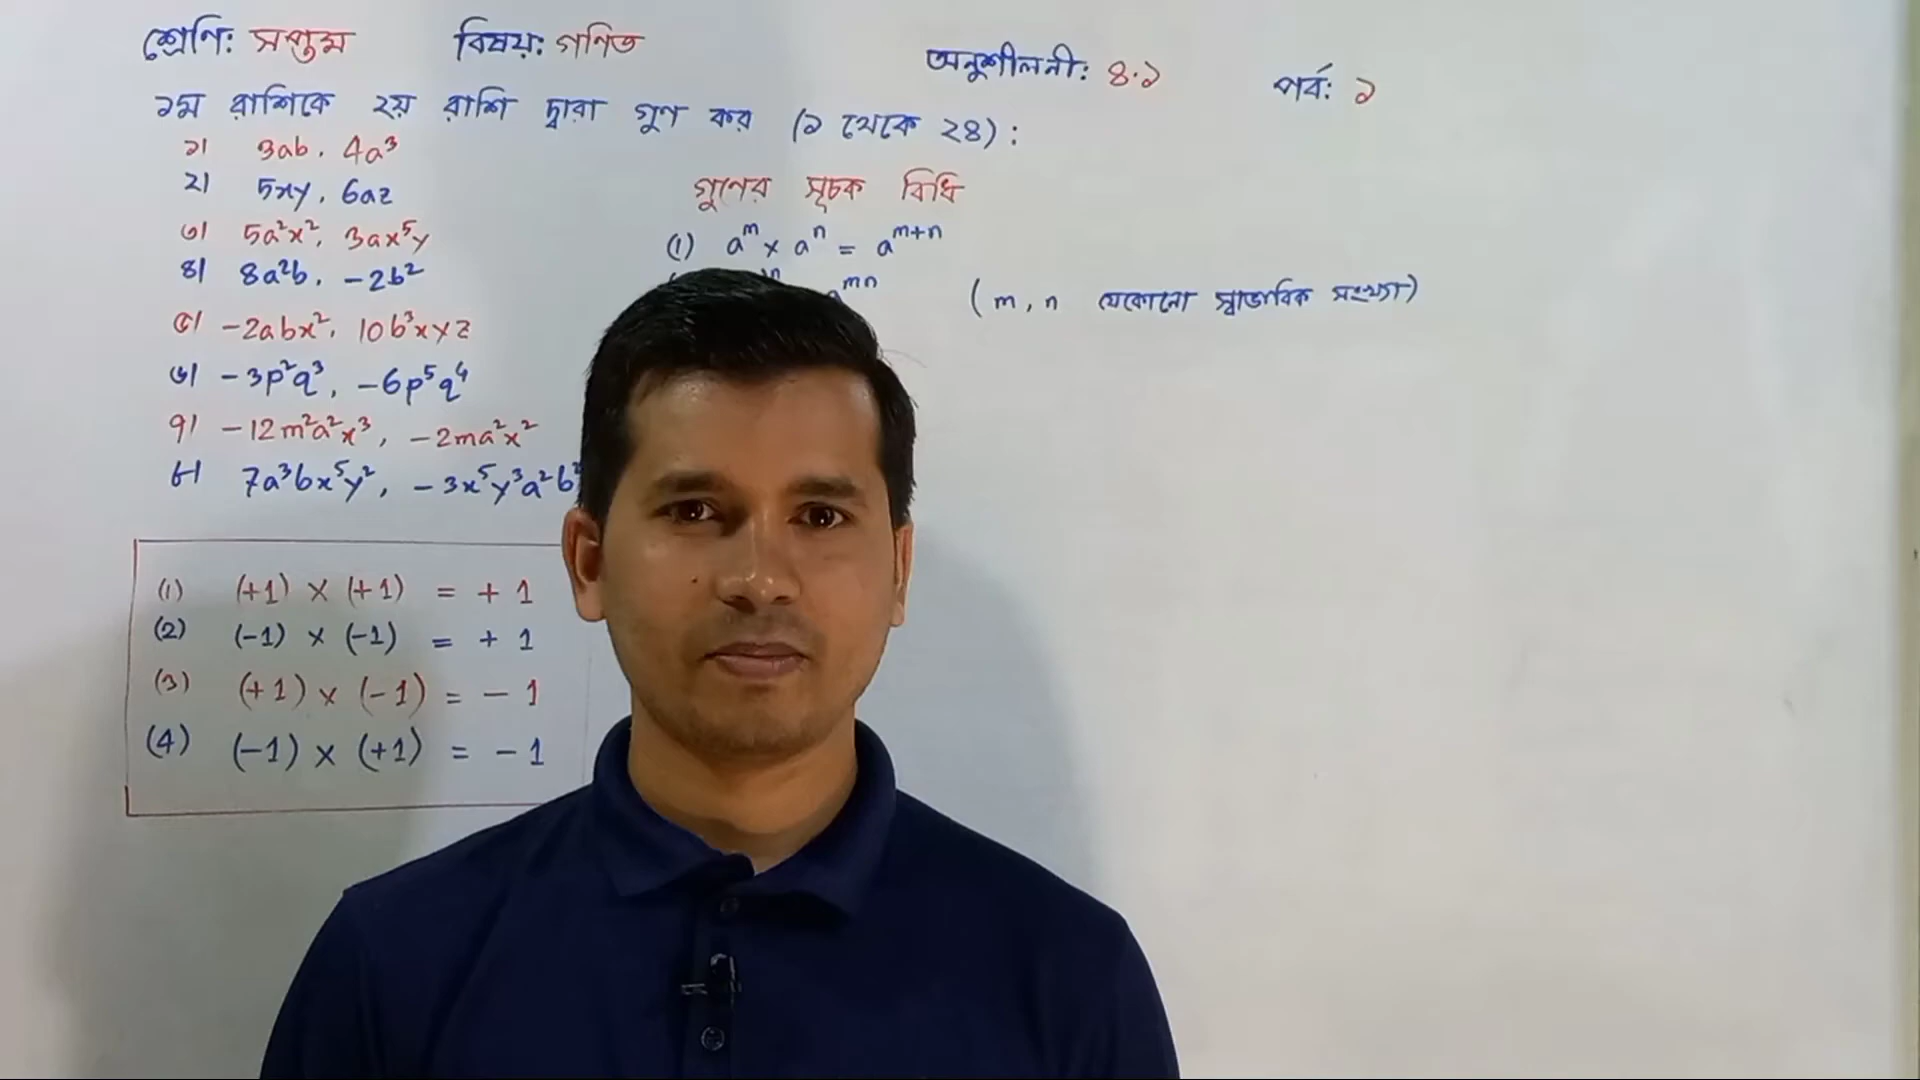 শ্রেণি: সপ্তম বিষয়: গণিত অনুশীলনী: ৪.১ পর্ব: ১
১ম রাশিকে ২য় রাশি দ্বারা গুণ কর (১ থেকে ২৪):
১। 3ab, 4a³
২। 5xy, 6az
৩। 5a²x², 3ax⁵y
৪। 8a²b, -2b²
৫। -2abx², 10b³xyz
৬। -3p²q³, -6p⁵q⁴
৭। -12m²a²x³, -2ma²x²
৮। 7a³bx⁵y², -3x⁵y³a²b²
গুণের সূচক বিধি
(1) aᵐ × aⁿ = aᵐ⁺ⁿ
aᵐⁿ (m, n যেকোনো স্বাভাবিক সংখ্যা)
(1) (+1) × (+1) = +1
(2) (-1) × (-1) = +1
(3) (+1) × (-1) = -1
(4) (-1) × (+1) = -1